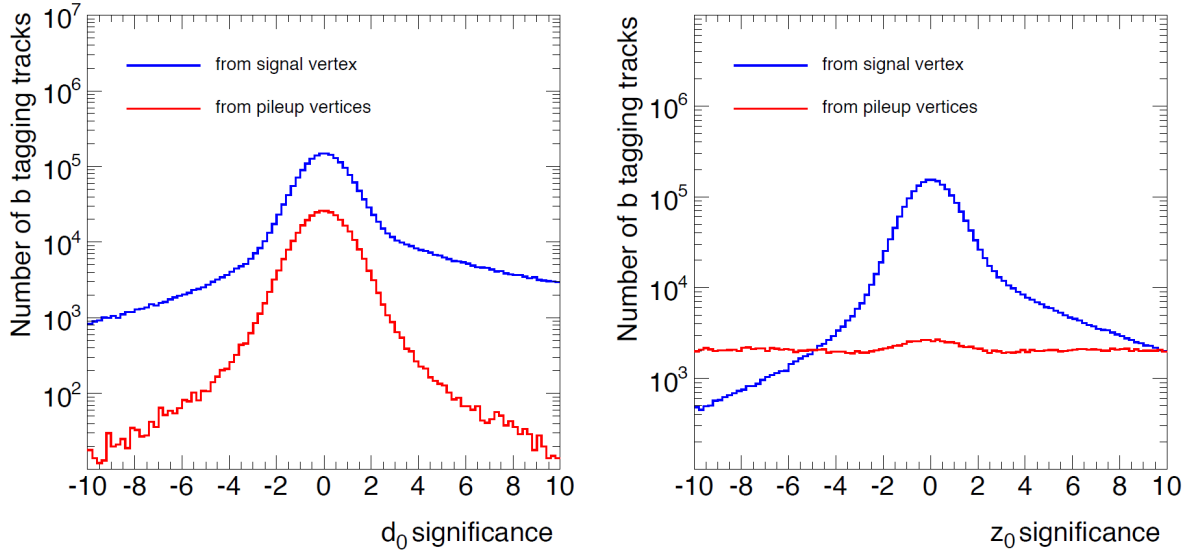 Number of b tagging tracks
10^7
10^6
10^5
10^4
10^3
10^2
from signal vertex
from pileup vertices
-10 -8 -6 -4 -2 0 2 4 6 8 10
d_0 significance
Number of b tagging tracks
10^6
10^5
10^4
10^3
from signal vertex
from pileup vertices
-10 -8 -6 -4 -2 0 2 4 6 8 10
z_0 significance